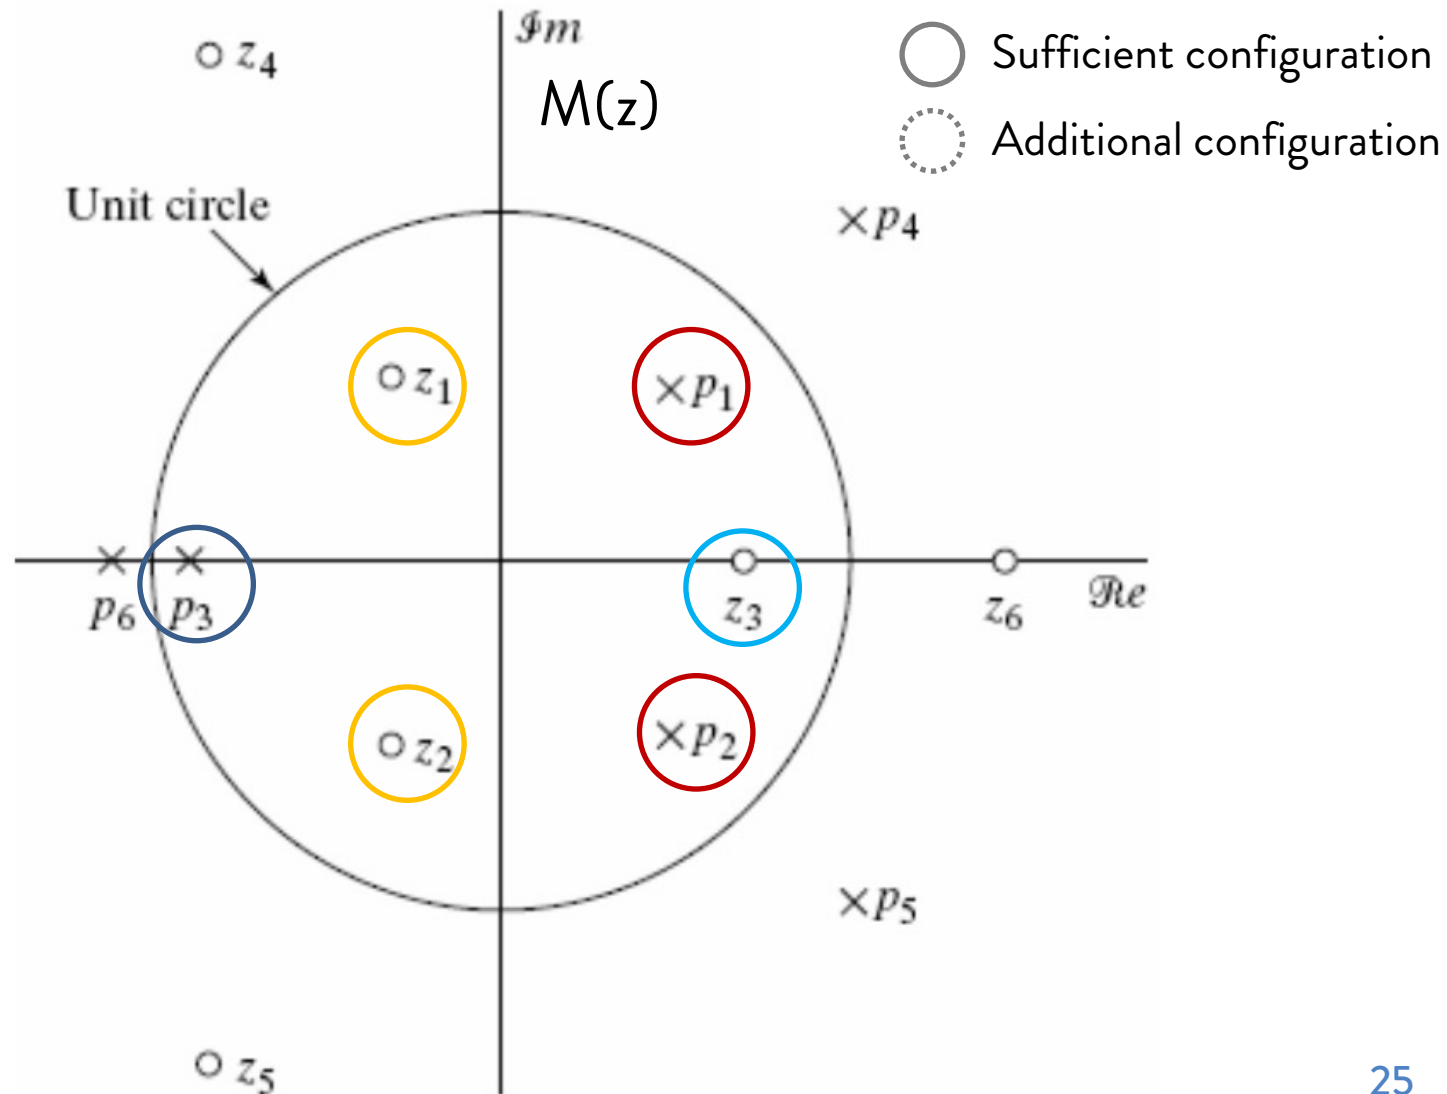 ℐm
z₄
M(z)
Sufficient configuration
Additional configuration
Unit circle
p₄
z₁
p₁
p₆
p₃
z₃
z₆
ℛe
z₂
p₂
p₅
z₅
25